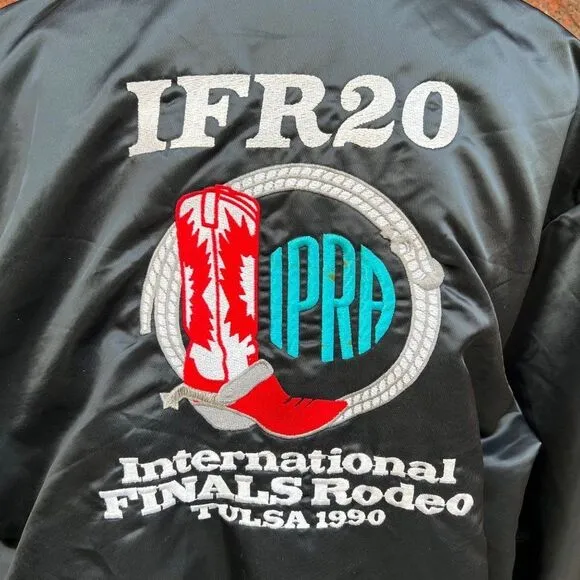 IFR20
IPRA
International
FINALS Rodeo
TULSA 1990